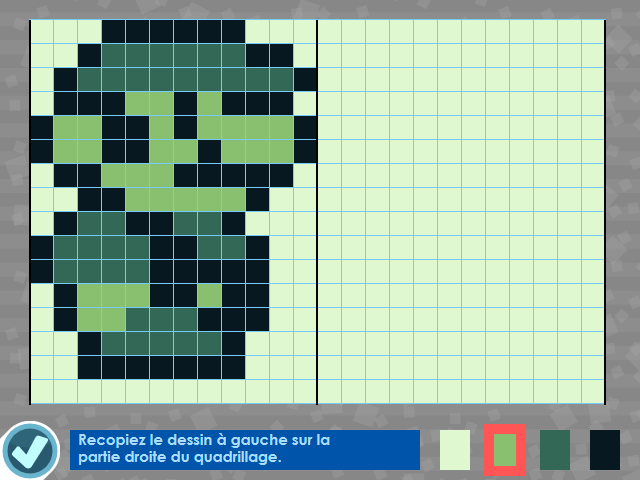 Recopiez le dessin à gauche sur la
partie droite du quadrillage.